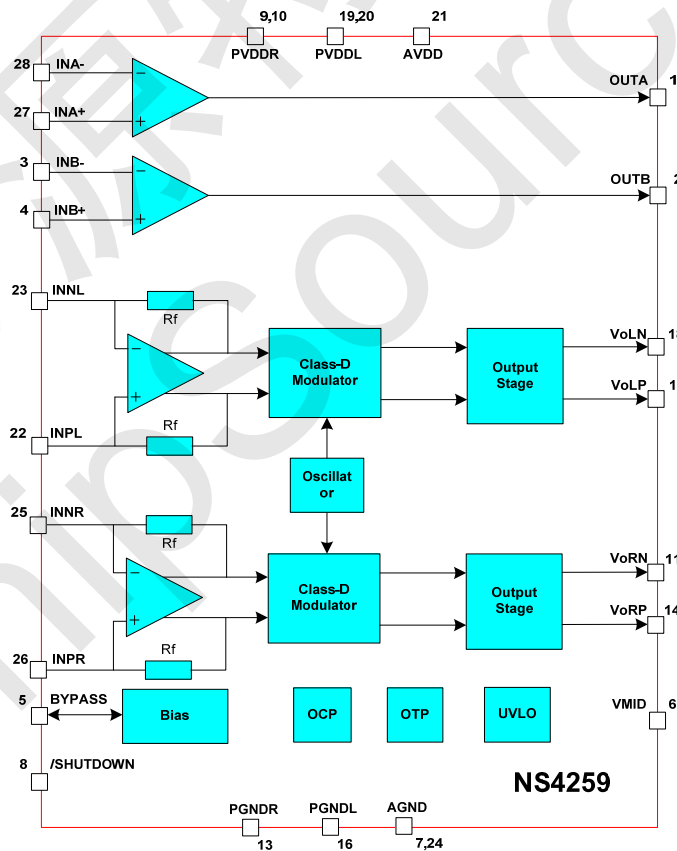 9,10 19,20 21
PVDDR PVDDL AVDD
28 INA-
27 INA+
OUTA 1
3 INB-
4 INB+
OUTB 2
23 INNL
Rf
Class-D
Modulator
Output
Stage
VoLN
VoLP
22 INPL
Rf
Oscillat
or
25 INNR
Rf
Class-D
Modulator
Output
Stage
VoRN 11
VoRP 14
26 INPR
Rf
5 BYPASS
Bias
OCP
OTP
UVLO
VMID 6
8 /SHUTDOWN
NS4259
PGNDR PGNDL AGND
13 16 7,24